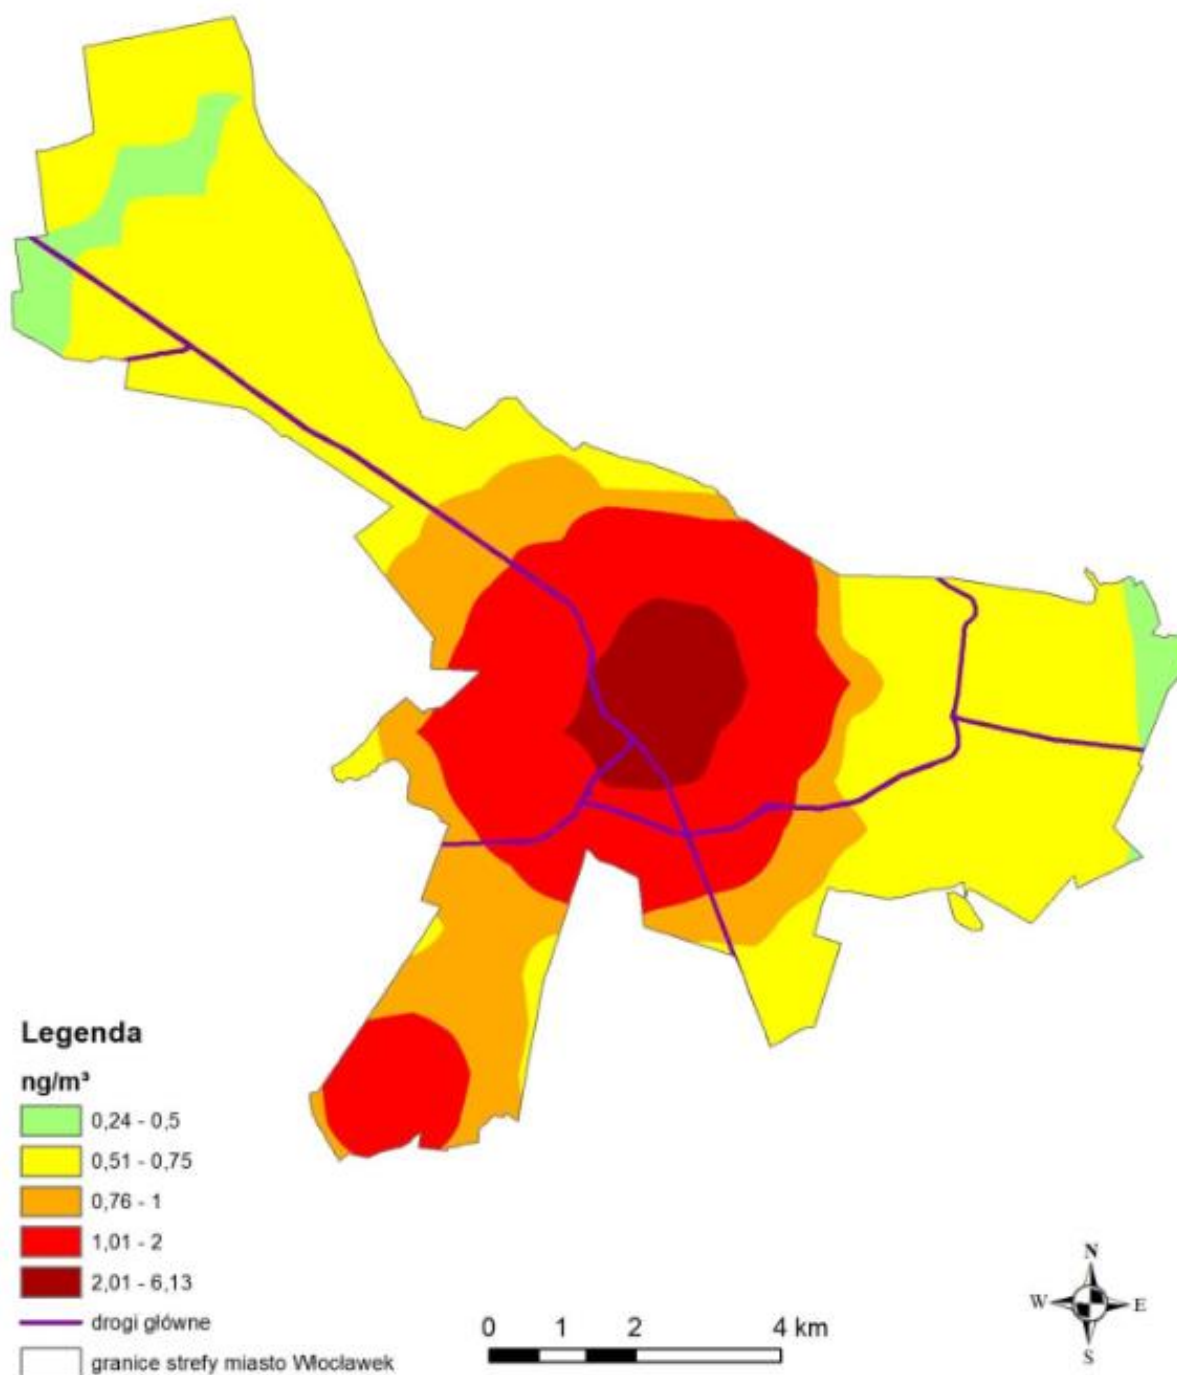 Legenda
ng/m³
0,24 - 0,5
0,51 - 0,75
0,76 - 1
1,01 - 2
2,01 - 6,13
drogi główne
granice strefy miasto Włocławek
0 1 2 4 km
N
W E
S